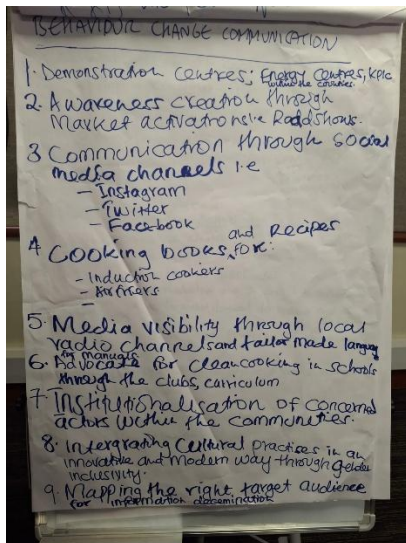 BEHAVIOUR CHANGE COMMUNICATION
1. Demonstration centres; Energy centres, KPLC
within the counties.
2. Awareness creation through
Market activations i.e Roadshows.
3 Communication through social
media channels i.e
- Instagram
- Twitter
- Facebook
4 Cooking books and Recipes for:
- Induction cookers
- Airfriers
-
5. Media visibility through local
radio channels and tailor made language
in manuals
6. Advocate for clean cooking in schools
through the clubs, curriculum
7. Institutionalisation of concerned
actors within the communities.
8. Intergrating Cultural practises in an
innovative and modern way through gender
inclusivity.
9. Mapping the right target audience
for information dissemination